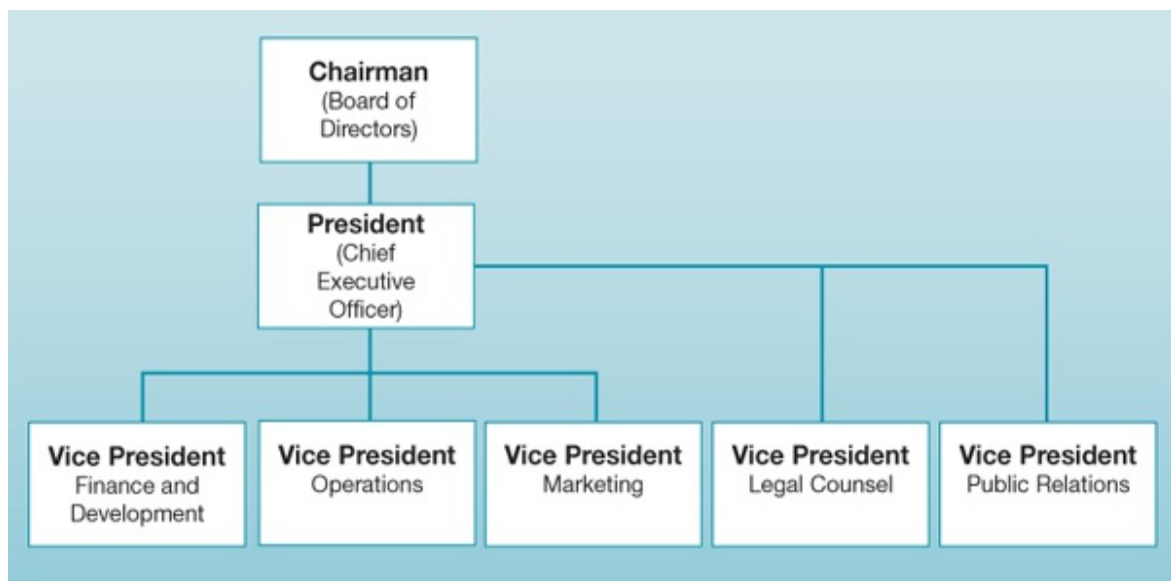 Chairman
(Board of
Directors)
President
(Chief
Executive
Officer)
Vice President
Finance and
Development
Vice President
Operations
Vice President
Marketing
Vice President
Legal Counsel
Vice President
Public Relations